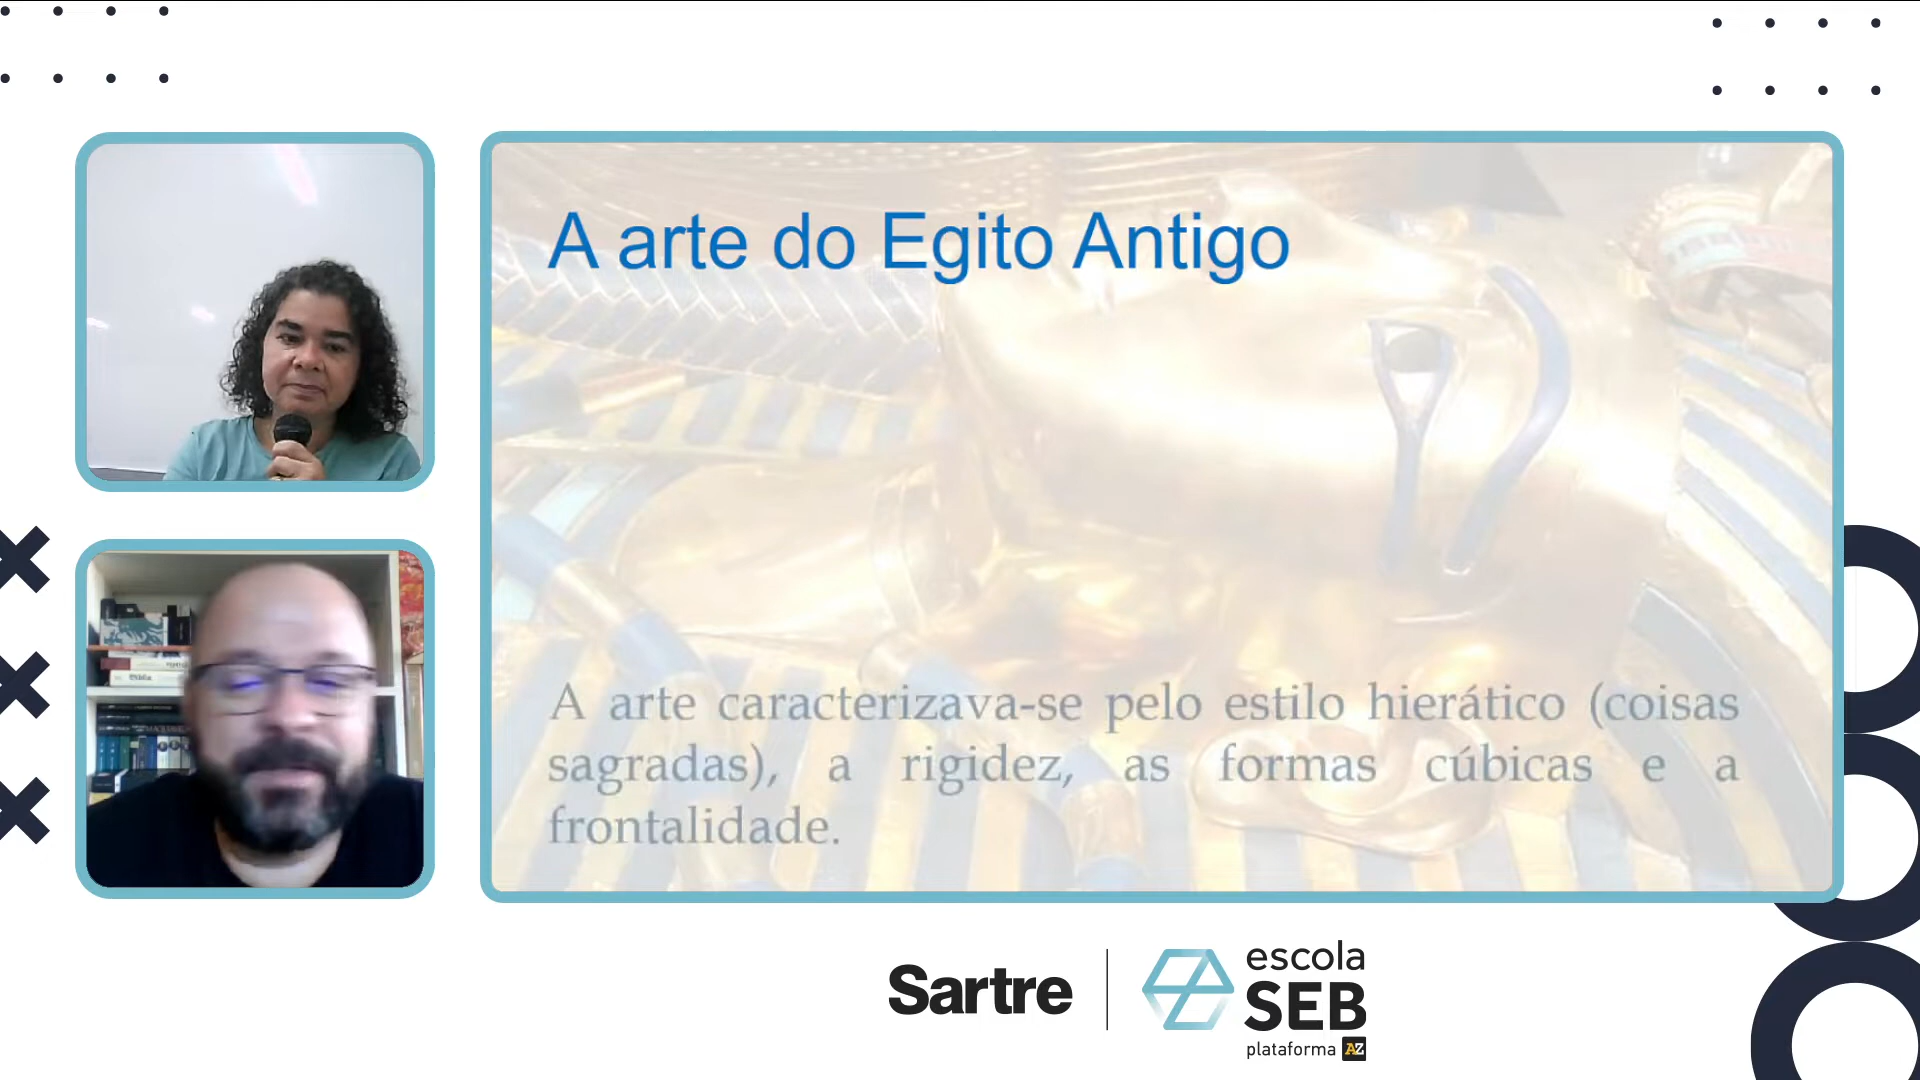 A arte do Egito Antigo
A arte caracterizava-se pelo estilo hierático (coisas
sagradas), a rigidez, as formas cúbicas e a
frontalidade.
Bíblia
Sartre
escola
SEB
plataforma AZ